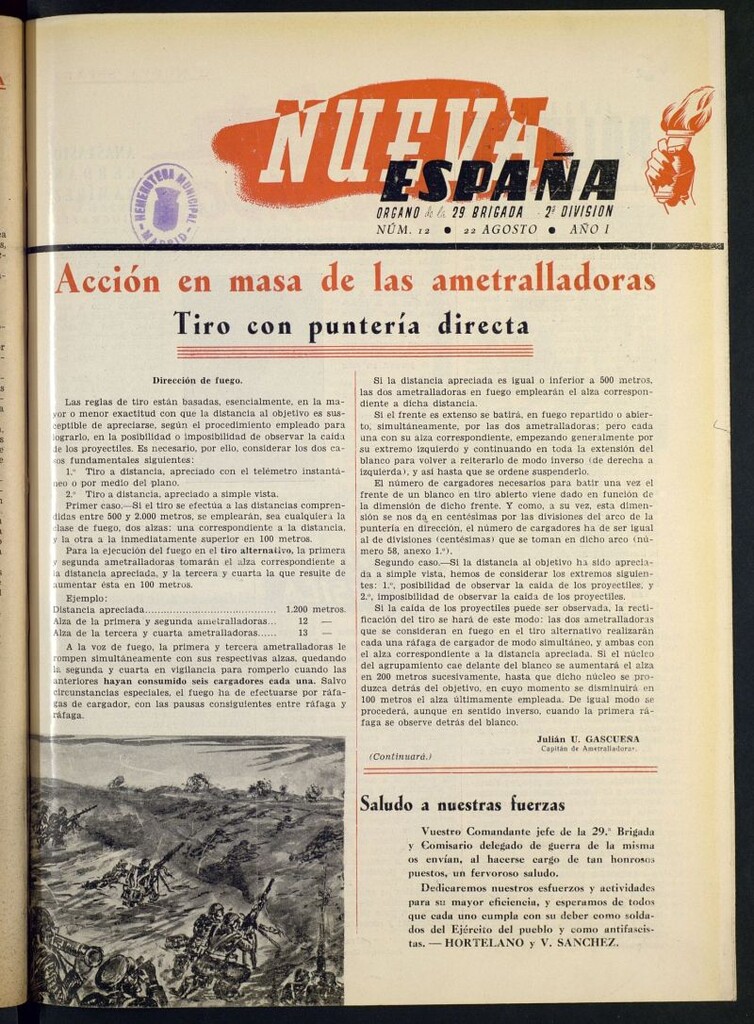 NUEVA
ESPAÑA
ORGANO de la 29 BRIGADA - 2ª DIVISION
NÚM. 12 ● 22 AGOSTO ● AÑO I
HEMEROTECA MUNICIPAL
MADRID
Acción en masa de las ametralladoras
Tiro con puntería directa
Dirección de fuego.
Las reglas de tiro están basadas, esencialmente, en la ma-
yor o menor exactitud con que la distancia al objetivo es sus-
ceptible de apreciarse, según el procedimiento empleado para
lograrlo, en la posibilidad o imposibilidad de observar la caída
de los proyectiles. Es necesario, por ello, considerar los dos ca-
sos fundamentales siguientes:
1.º Tiro a distancia, apreciado con el telémetro instantá-
neo o por medio del plano.
2.º Tiro a distancia, apreciado a simple vista.
Primer caso.—Si el tiro se efectúa a las distancias compren-
didas entre 500 y 2.000 metros, se emplearán, sea cualquiera la
clase de fuego, dos alzas: una correspondiente a la distancia,
y la otra a la inmediatamente superior en 100 metros.
Para la ejecución del fuego en el tiro alternativo, la primera
y segunda ametralladoras tomarán el alza correspondiente a
la distancia apreciada, y la tercera y cuarta la que resulte de
aumentar ésta en 100 metros.
Ejemplo:
Distancia apreciada.......................................... 1.200 metros.
Alza de la primera y segunda ametralladoras... 12 —
Alza de la tercera y cuarta ametralladoras...... 13 —
A la voz de fuego, la primera y tercera ametralladoras le
rompen simultáneamente con sus respectivas alzas, quedando
la segunda y cuarta en vigilancia para romperlo cuando las
anteriores hayan consumido seis cargadores cada una. Salvo
circunstancias especiales, el fuego ha de efectuarse por ráfa-
gas de cargador, con las pausas consiguientes entre ráfaga y
ráfaga.
Si la distancia apreciada es igual o inferior a 500 metros,
las dos ametralladoras en fuego emplearán el alza correspon-
diente a dicha distancia.
Si el frente es extenso se batirá, en fuego repartido o abier-
to, simultáneamente, por las dos ametralladoras; pero cada
una con su alza correspondiente, empezando generalmente por
su extremo izquierdo y continuando en toda la extensión del
blanco para volver a reiterarlo de modo inverso (de derecha a
izquierda), y así hasta que se ordene suspenderlo.
El número de cargadores necesarios para batir una vez el
frente de un blanco en tiro abierto viene dado en función de
la dimensión de dicho frente. Y como, a su vez, esta dimen-
sión se nos da en centésimas por las divisiones del arco de la
puntería en dirección, el número de cargadores ha de ser igual
al de divisiones (centésimas) que se toman en dicho arco (nú-
mero 58, anexo 1.º).
Segundo caso.—Si la distancia al objetivo ha sido aprecia-
da a simple vista, hemos de considerar los extremos siguien-
tes: 1.º, posibilidad de observar la caída de los proyectiles, y
2.º, imposibilidad de observar la caída de los proyectiles.
Si la caída de los proyectiles puede ser observada, la recti-
ficación del tiro se hará de este modo: las dos ametralladoras
que se consideran en fuego en el tiro alternativo realizarán
cada una ráfaga de cargador de modo simultáneo, y ambas con
el alza correspondiente a la distancia apreciada. Si el núcleo
del agrupamiento cae delante del blanco se aumentará el alza
en 200 metros sucesivamente, hasta que dicho núcleo se pro-
duzca detrás del objetivo, en cuyo momento se disminuirá en
100 metros el alza últimamente empleada. De igual modo se
procederá, aunque en sentido inverso, cuando la primera rá-
faga se observe detrás del blanco.
Julián U. GASCUEÑA
Capitán de Ametralladoras.
(Continuará.)
Saludo a nuestras fuerzas
Vuestro Comandante jefe de la 29.ª Brigada
y Comisario delegado de guerra de la misma
os envían, al hacerse cargo de tan honrosos
puestos, un fervoroso saludo.
Dedicaremos nuestros esfuerzos y actividades
para su mayor eficiencia, y esperamos de todos
que cada uno cumpla con su deber como solda-
dos del Ejército del pueblo y como antifascis-
tas. — HORTELANO y V. SANCHEZ.